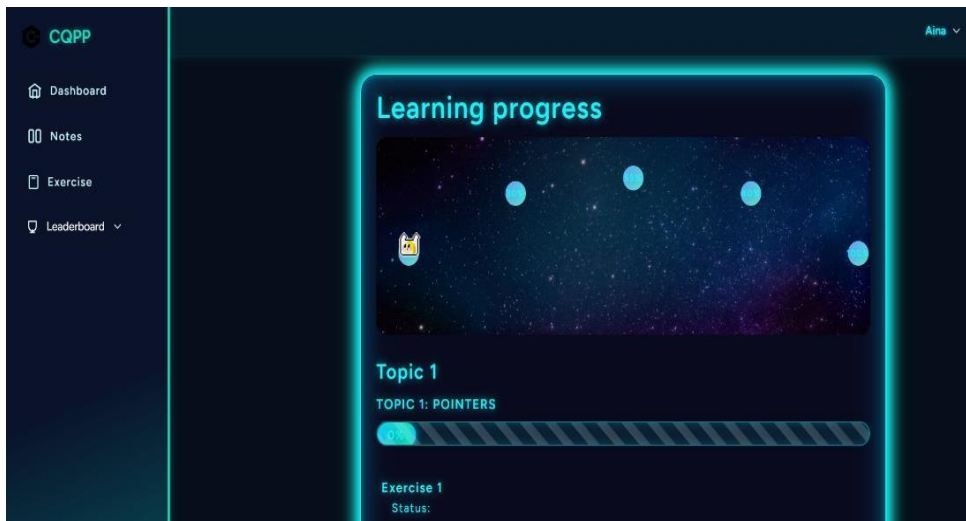 CQPP
Aina
Dashboard
Notes
Exercise
Leaderboard
Learning progress
Topic 1
TOPIC 1: POINTERS
0%
Exercise 1
Status: